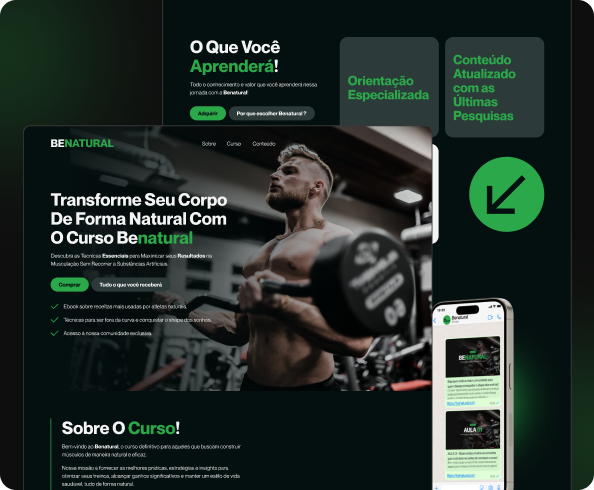 O Que Você
Aprenderá!
Todo o conhecimento e valor que você aprenderá nessa
jornada com a Benatural!
Adquirir
Por que escolher Benatural ?
Orientação
Especializada
Conteúdo
Atualizado
com as
Últimas
Pesquisas
BENATURAL
Sobre
Curso
Conteúdo
Transforme Seu Corpo
De Forma Natural Com
O Curso Benatural
Descubra as Técnicas Essenciais para Maximizar seus Resultados na
Musculação Sem Recorrer a Substâncias Artificiais.
Comprar
Tudo o que você receberá
Ebook sobre receitas mais usadas por atletas naturais.
Técnicas para ser fora da curva e conquistar o shape dos sonhos.
Acesso à nossa comunidade exclusiva.
Sobre O Curso!
Bem-vindo ao Benatural, o curso definitivo para aqueles que buscam construir
músculos de maneira natural e eficaz.
Nossa missão é fornecer as melhores práticas, estratégias e insights para
otimizar seus treinos, alcançar ganhos significativos e manter um estilo de vida
saudável, tudo de forma natural.
Benatural
BENATURAL
AULA 01